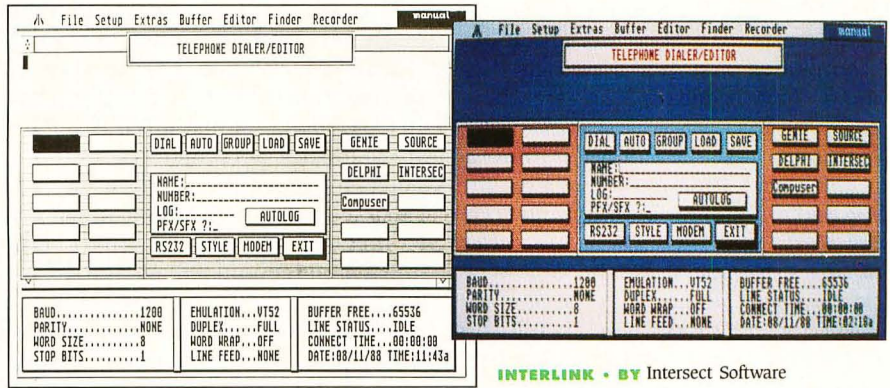 File Setup Extras Buffer Editor Finder Recorder manual
TELEPHONE DIALER/EDITOR
DIAL AUTO GROUP LOAD SAVE GENIE SOURCE
DELPHI INTERSEC
NAME:
NUMBER:
LOG: AUTOLOG Compuser
PFX/SFX ?:
RS232 STYLE MODEM EXIT
BAUD..............1200 EMULATION...VT52 BUFFER FREE....65536
PARITY............NONE DUPLEX......FULL LINE STATUS....IDLE
WORD SIZE.........8 WORD WRAP...OFF CONNECT TIME...00:00:00
STOP BITS.........1 LINE FEED...NONE DATE:08/11/88 TIME:11:43a
File Setup Extras Buffer Editor Finder Recorder manual
TELEPHONE DIALER/EDITOR
DIAL AUTO GROUP LOAD SAVE GENIE SOURCE
DELPHI INTERSEC
NAME:
NUMBER:
LOG: AUTOLOG Compuser
PFX/SFX ?:
RS232 STYLE MODEM EXIT
BAUD..............1200 EMULATION...VT52 BUFFER FREE....65536
PARITY............NONE DUPLEX......FULL LINE STATUS....IDLE
WORD SIZE.........8 WORD WRAP...OFF CONNECT TIME...00:00:00
STOP BITS.........1 LINE FEED...NONE DATE:08/11/88 TIME:02:16a
INTERLINK • BY Intersect Software